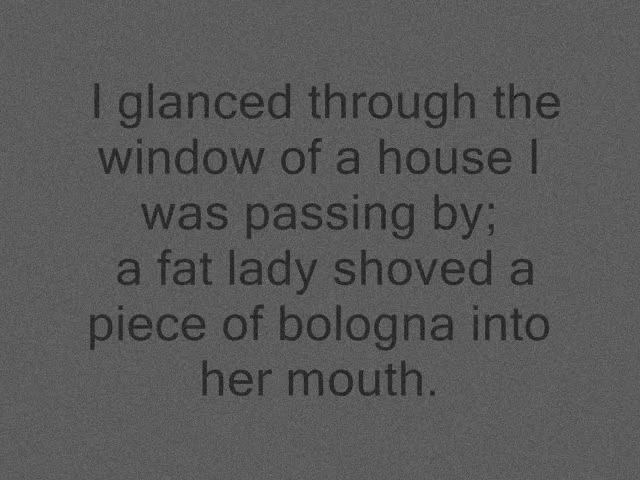 I glanced through the
window of a house I
was passing by;
a fat lady shoved a
piece of bologna into
her mouth.